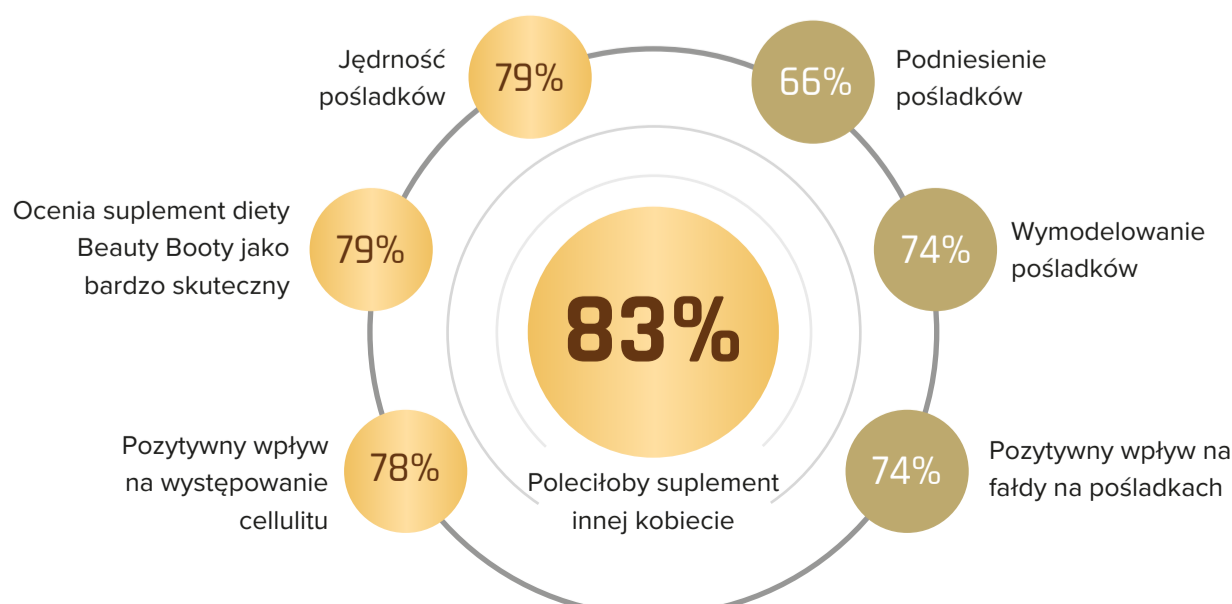 Jędrność
pośladków
79%
66%
Podniesienie
pośladków
Ocenia suplement diety
Beauty Booty jako
bardzo skuteczny
79%
74%
Wymodelowanie
pośladków
83%
Pozytywny wpływ
na występowanie
cellulitu
78%
Poleciłoby suplement
innej kobiecie
74%
Pozytywny wpływ na
fałdy na pośladkach